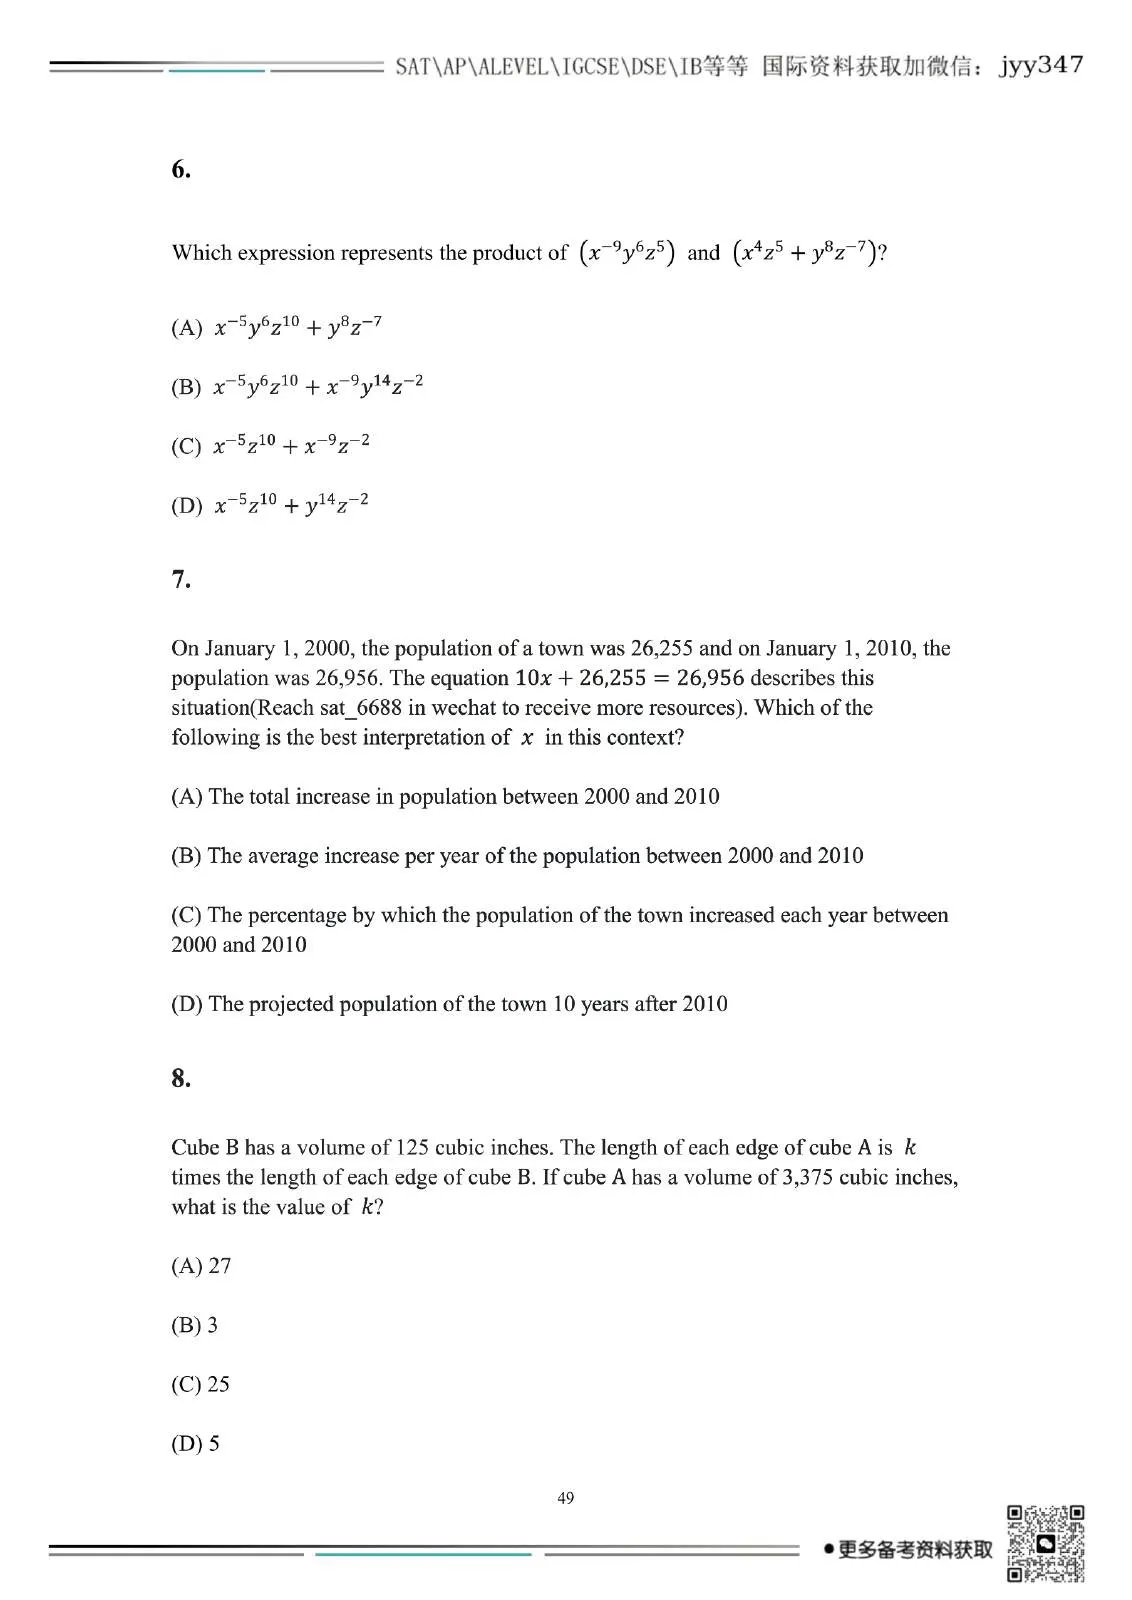 SAT\AP\ALEVEL\IGCSE\DSE\IB等等 国际资料获取加微信: jyy347
6.
Which expression represents the product of (x⁻⁹y⁶z⁵) and (x⁴z⁵ + y⁸z⁻⁷)?
(A) x⁻⁵y⁶z¹⁰ + y⁸z⁻⁷
(B) x⁻⁵y⁶z¹⁰ + x⁻⁹y¹⁴z⁻²
(C) x⁻⁵z¹⁰ + x⁻⁹z⁻²
(D) x⁻⁵z¹⁰ + y¹⁴z⁻²
7.
On January 1, 2000, the population of a town was 26,255 and on January 1, 2010, the
population was 26,956. The equation 10x + 26,255 = 26,956 describes this
situation(Reach sat_6688 in wechat to receive more resources). Which of the
following is the best interpretation of x in this context?
(A) The total increase in population between 2000 and 2010
(B) The average increase per year of the population between 2000 and 2010
(C) The percentage by which the population of the town increased each year between
2000 and 2010
(D) The projected population of the town 10 years after 2010
8.
Cube B has a volume of 125 cubic inches. The length of each edge of cube A is k
times the length of each edge of cube B. If cube A has a volume of 3,375 cubic inches,
what is the value of k?
(A) 27
(B) 3
(C) 25
(D) 5
49
●更多备考资料获取